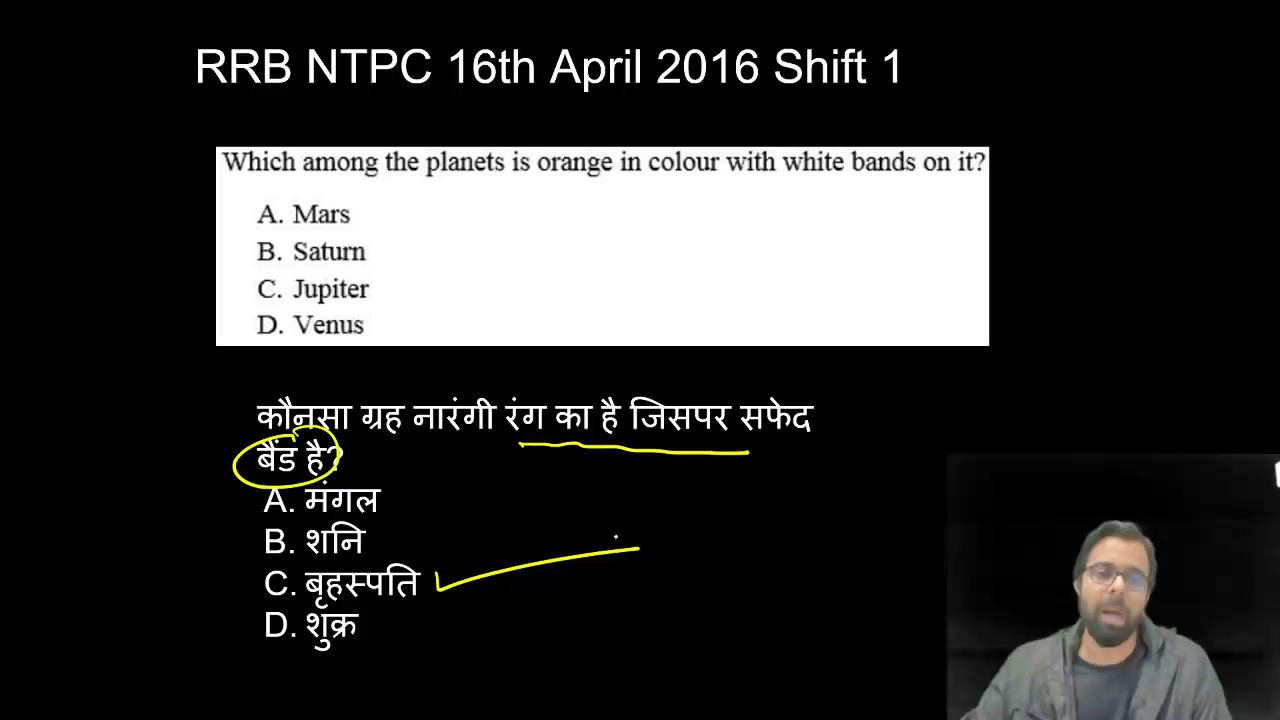 RRB NTPC 16th April 2016 Shift 1
Which among the planets is orange in colour with white bands on it?
A. Mars
B. Saturn
C. Jupiter
D. Venus
कौनसा ग्रह नारंगी रंग का है जिसपर सफेद
बैंड है?
A. मंगल
B. शनि
C. बृहस्पति
D. शुक्र